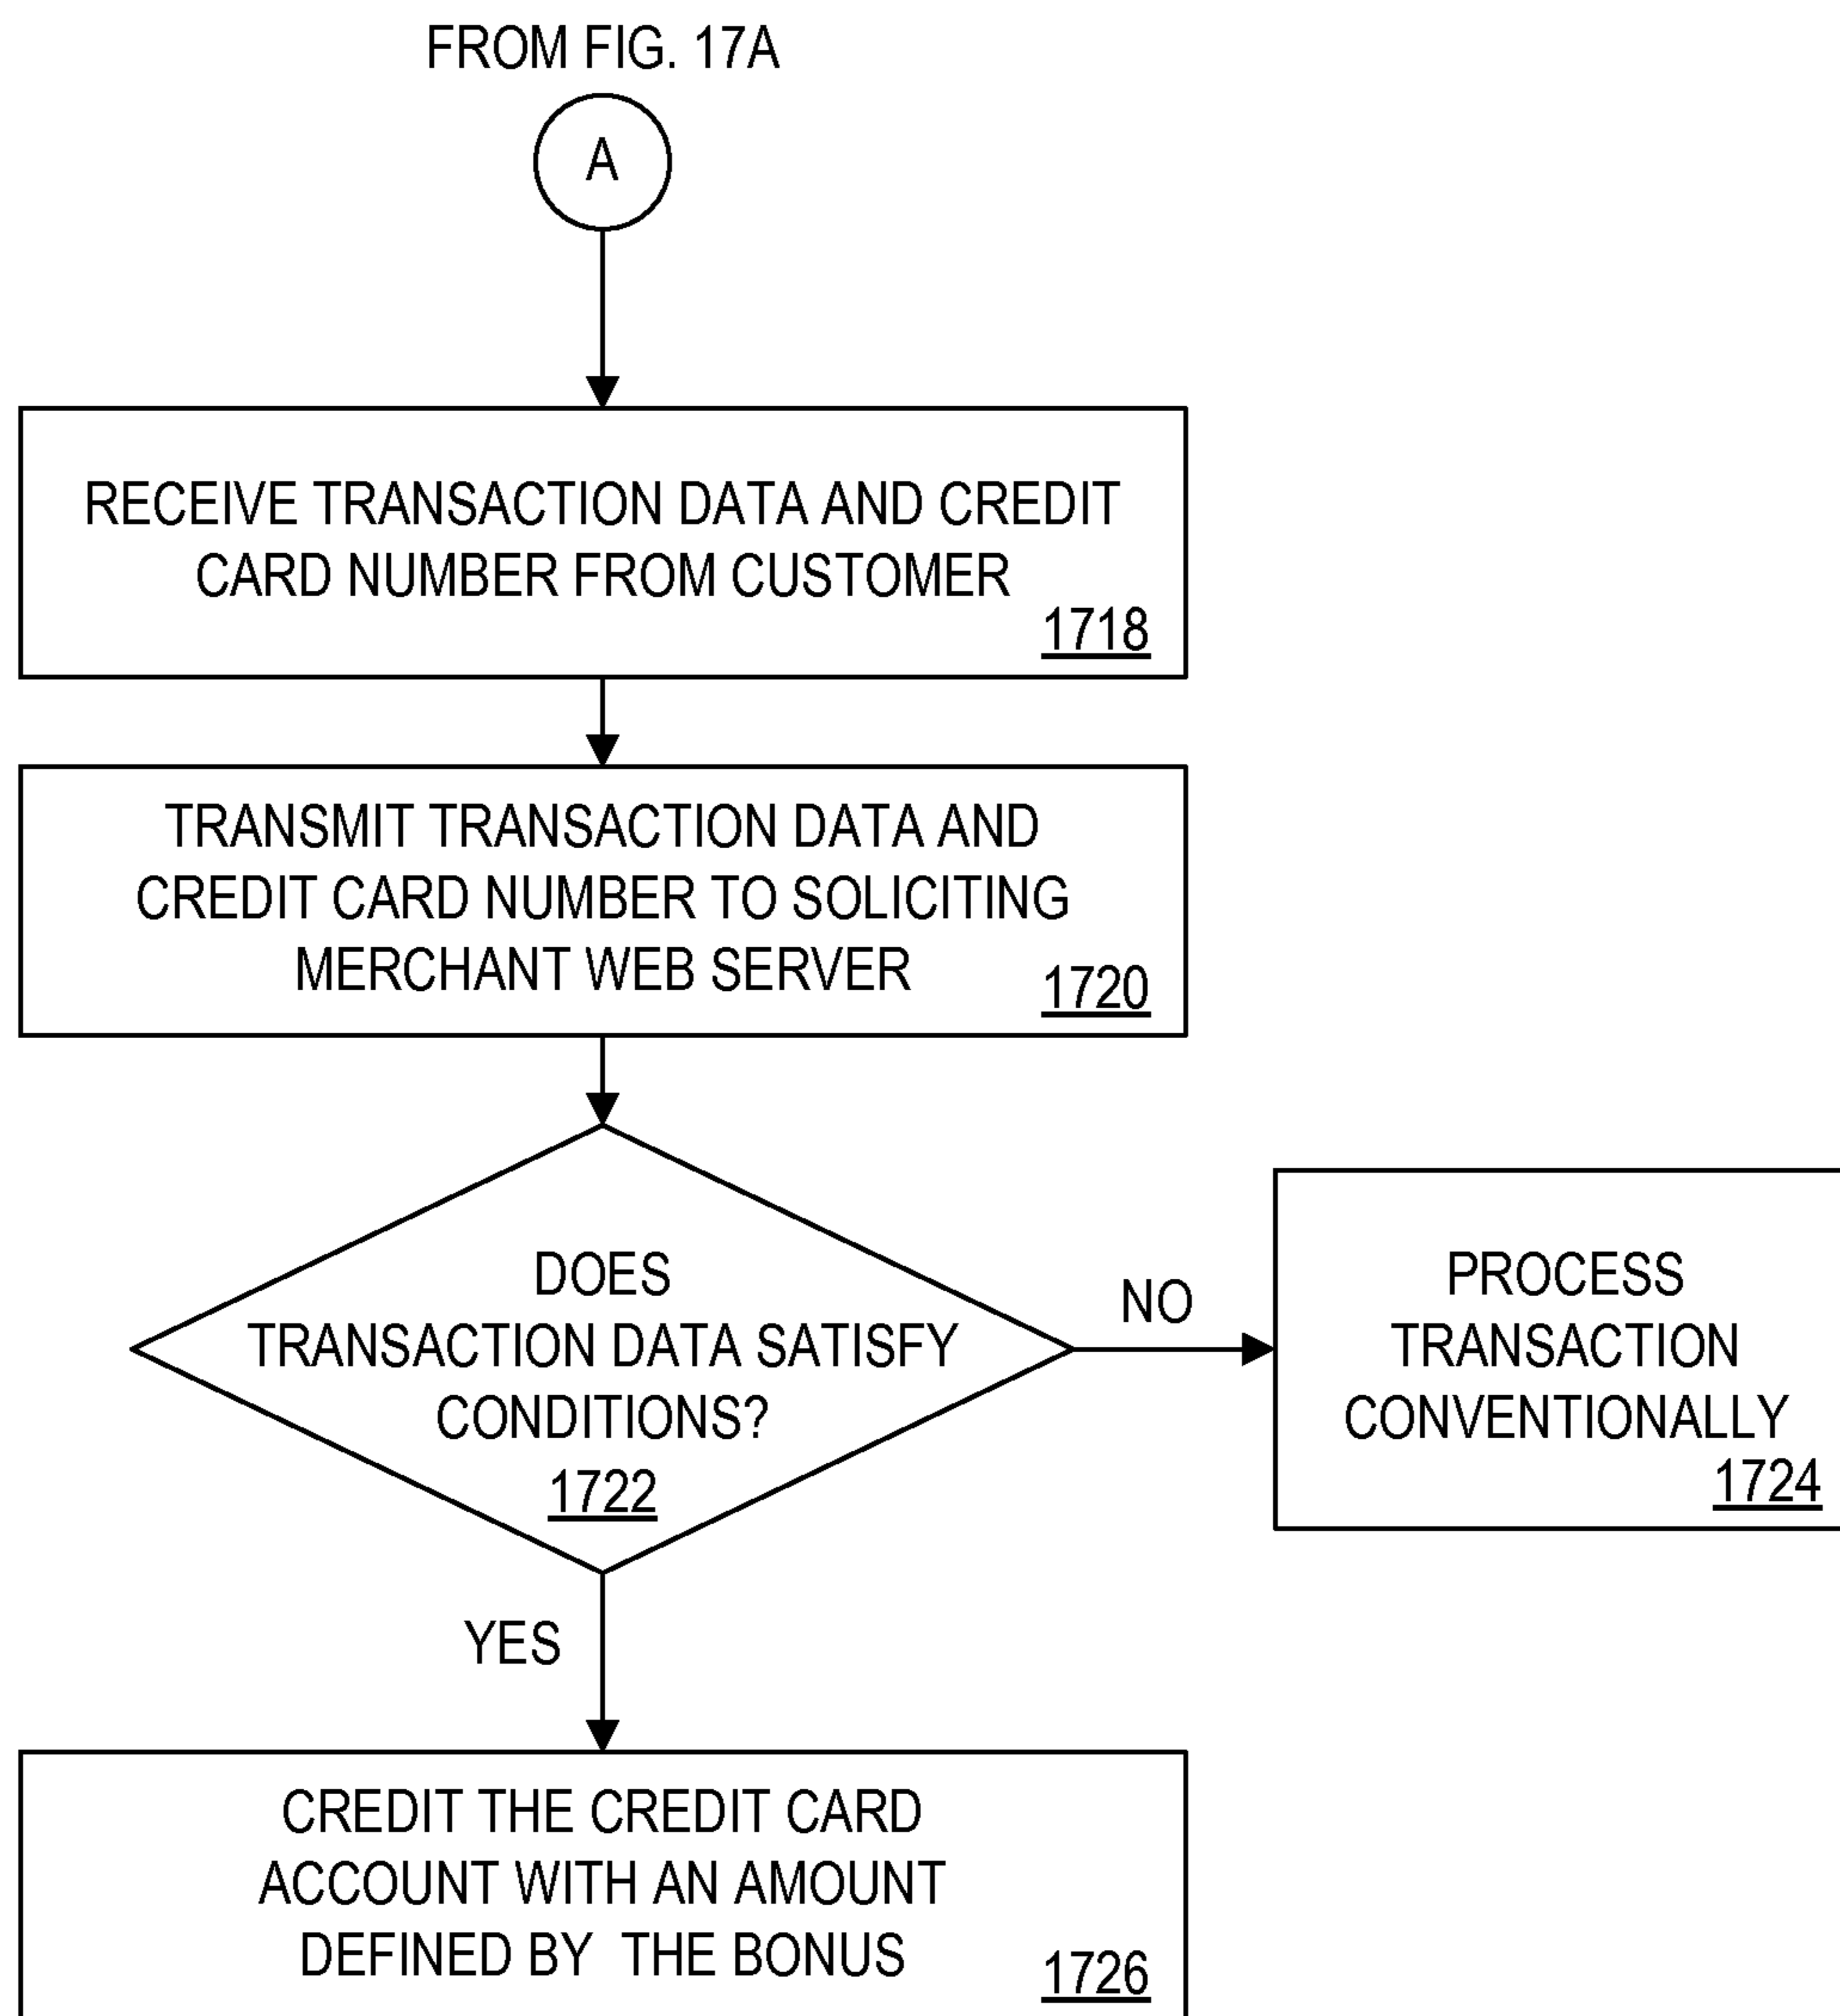 FROM FIG. 17A
A
RECEIVE TRANSACTION DATA AND CREDIT
CARD NUMBER FROM CUSTOMER
1718
TRANSMIT TRANSACTION DATA AND
CREDIT CARD NUMBER TO SOLICITING
MERCHANT WEB SERVER
1720
DOES
TRANSACTION DATA SATISFY
CONDITIONS?
1722
NO
PROCESS
TRANSACTION
CONVENTIONALLY
1724
YES
CREDIT THE CREDIT CARD
ACCOUNT WITH AN AMOUNT
DEFINED BY THE BONUS
1726